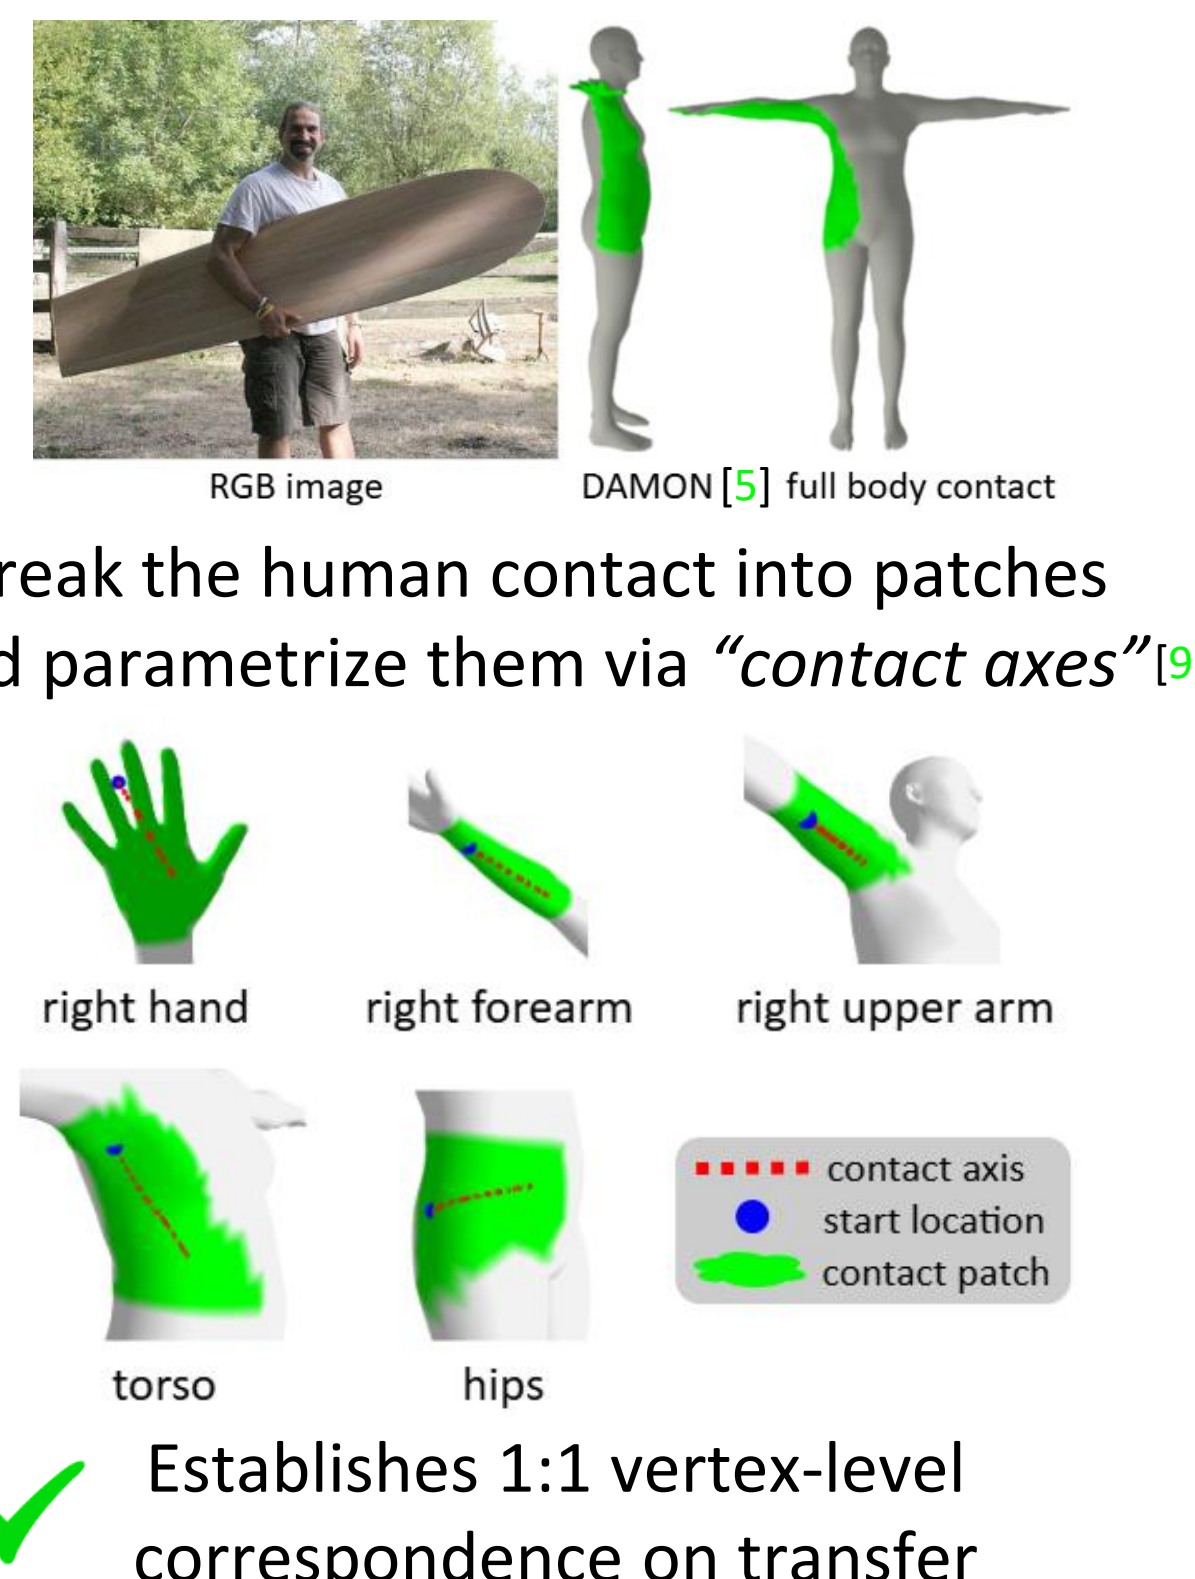 RGB image
DAMON [5] full body contact
reak the human contact into patches
d parametrize them via “contact axes” [9
right hand
right forearm
right upper arm
torso
hips
contact axis
start location
contact patch
Establishes 1:1 vertex-level
correspondence on transfer